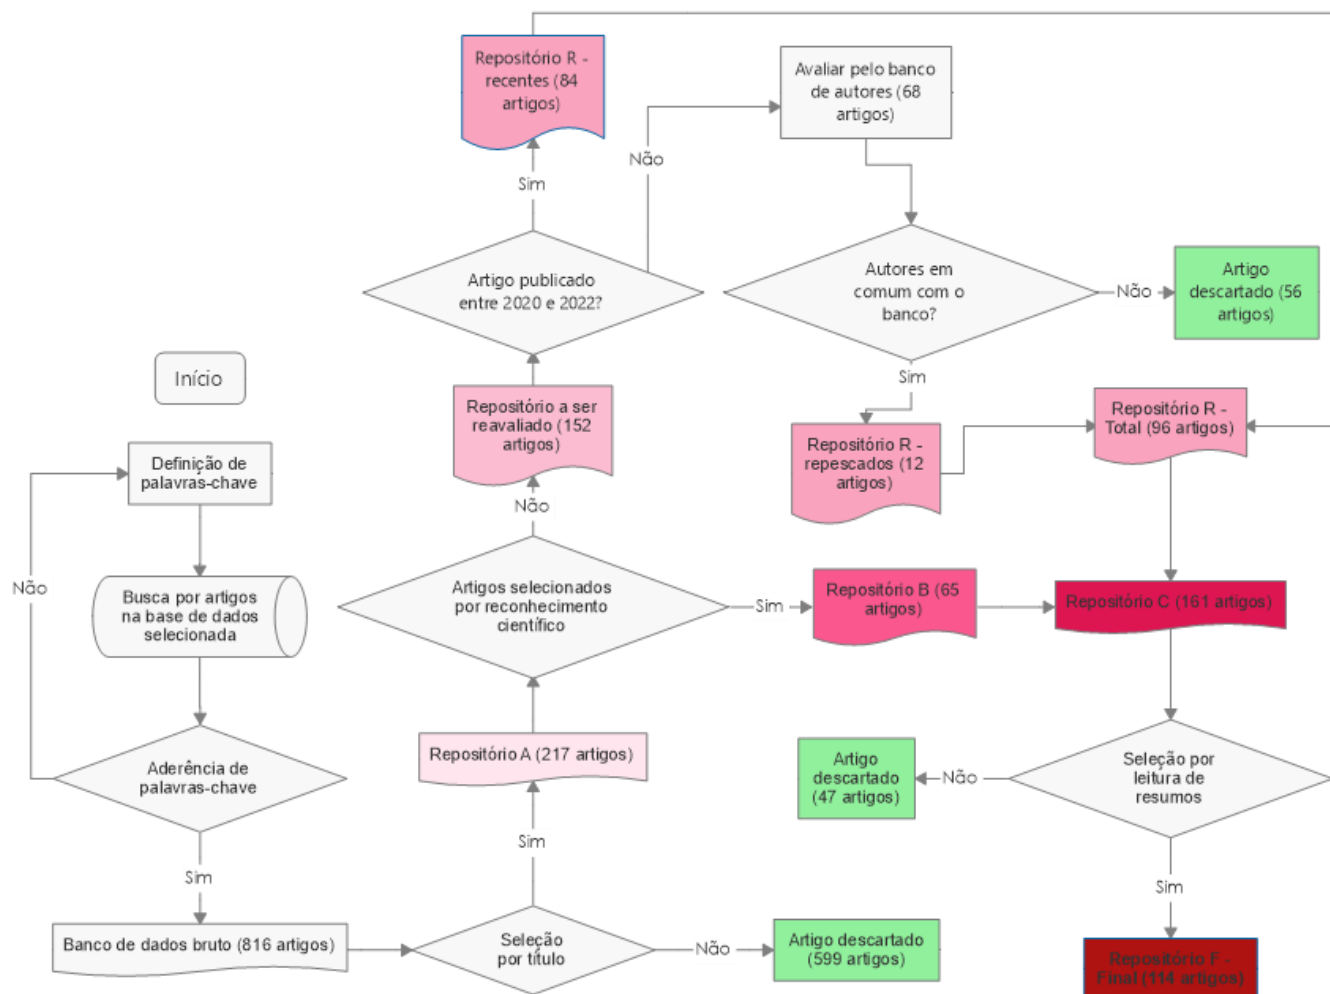 Repositório R -
recentes (84
artigos)
Avaliar pelo banco
de autores (68
artigos)
Não
Sim
Artigo publicado
entre 2020 e 2022?
Autores em
comum com o
banco?
Não
Artigo
descartado (56
artigos)
Início
Sim
Repositório a ser
reavaliado (152
artigos)
Repositório R -
repescados (12
artigos)
Repositório R -
Total (96 artigos)
Definição de
palavras-chave
Não
Não
Busca por artigos
na base de dados
selecionada
Artigos selecionados
por reconhecimento
científico
Sim
Repositório B (65
artigos)
Repositório C (161 artigos)
Aderência de
palavras-chave
Repositório A (217 artigos)
Artigo
descartado
(47 artigos)
Não
Seleção por
leitura de
resumos
Sim
Sim
Sim
Banco de dados bruto (816 artigos)
Seleção
por título
Não
Artigo descartado
(599 artigos)
Repositório F -
Final (114 artigos)